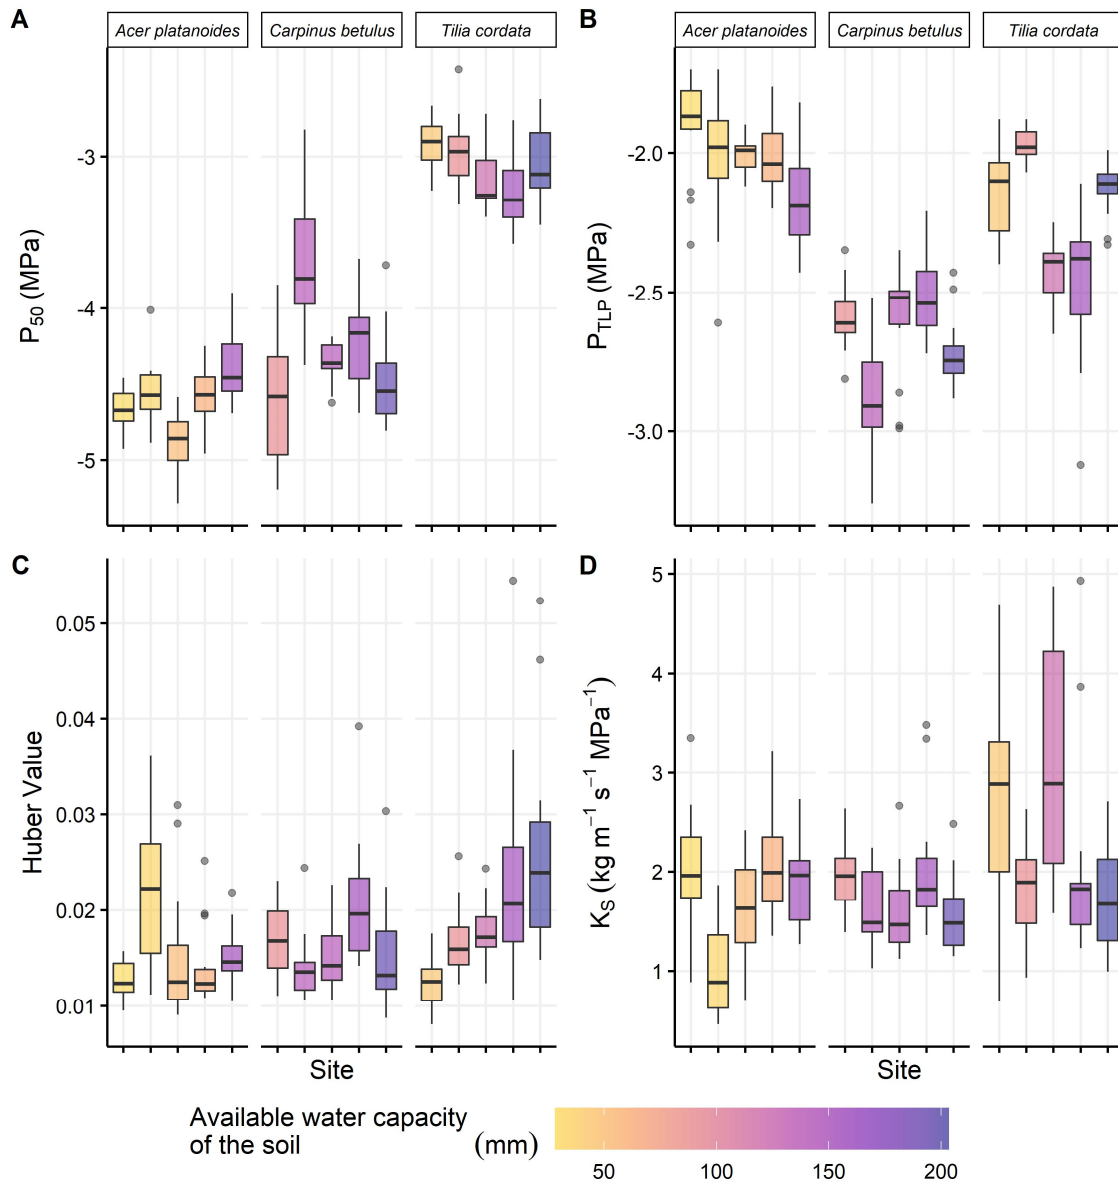 A
B
Acer platanoides
Carpinus betulus
Tilia cordata
Acer platanoides
Carpinus betulus
Tilia cordata
P50 (MPa)
-3
-4
-5
PTLP (MPa)
-2.0
-2.5
-3.0
C
D
Huber Value
0.05
0.04
0.03
0.02
0.01
KS (kg m−1 s−1 MPa−1)
5
4
3
2
1
Site
Site
Available water capacity
of the soil
(mm)
50
100
150
200